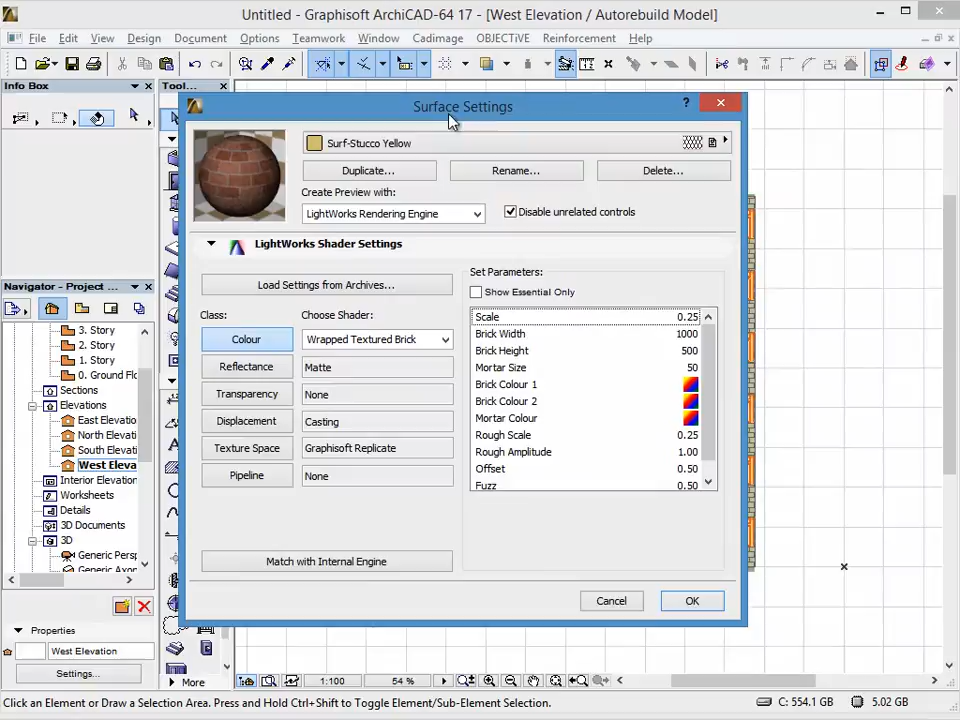 Untitled - Graphisoft ArchiCAD-64 17 - [West Elevation / Autorebuild Model]
File Edit View Design Document Options Teamwork Window Cadimage OBJECTiVE Reinforcement Help
Info Box
Tool...
Surface Settings
?
Surf-Stucco Yellow
Duplicate...
Rename...
Delete...
Create Preview with:
LightWorks Rendering Engine
Disable unrelated controls
LightWorks Shader Settings
Load Settings from Archives...
Set Parameters:
Show Essential Only
Class:
Choose Shader:
Colour
Wrapped Textured Brick
Reflectance
Matte
Transparency
None
Displacement
Casting
Texture Space
Graphisoft Replicate
Pipeline
None
Scale 0.25
Brick Width 1000
Brick Height 500
Mortar Size 50
Brick Colour 1
Brick Colour 2
Mortar Colour
Rough Scale 0.25
Rough Amplitude 1.00
Offset 0.50
Fuzz 0.50
Match with Internal Engine
Cancel
OK
Navigator - Project ...
3. Story
2. Story
1. Story
0. Ground Fl
Sections
Elevations
East Elevatio
North Elevati
South Elevati
West Eleva
Interior Elevation
Worksheets
Details
3D Documents
3D
Generic Persp
Generic Axon
Properties
West Elevation
Settings...
More
1:100
54 %
Click an Element or Draw a Selection Area. Press and Hold Ctrl+Shift to Toggle Element/Sub-Element Selection.
C: 554.1 GB
5.02 GB